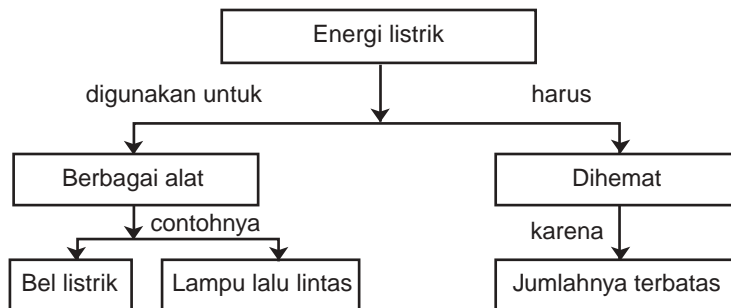 Energi listrik
digunakan untuk harus
Berbagai alat Dihemat
contohnya karena
Bel listrik Lampu lalu lintas Jumlahnya terbatas